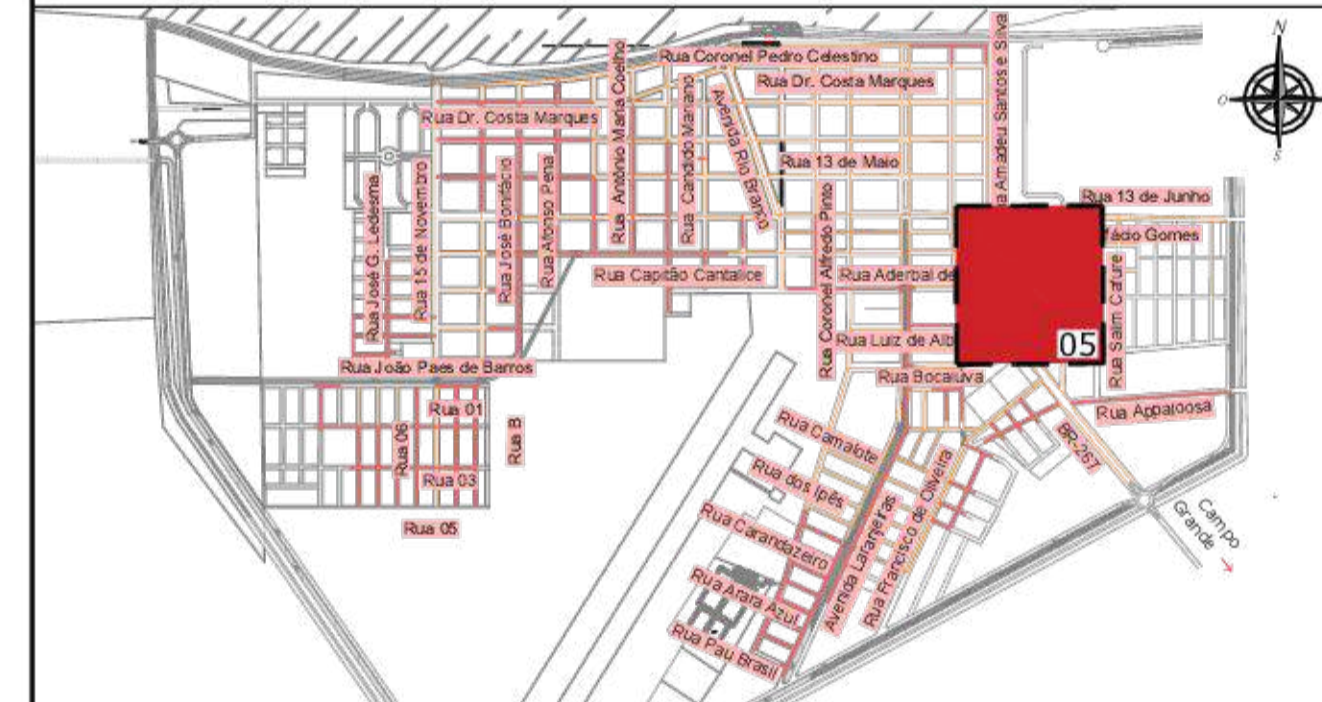 N
O
S
Rua Coronel Pedro Celestino
Rua Dr. Costa Marques
Rua Dr. Costa Marques
Rua Antônio Maria Coelho
Rua Candido Mariano
Avenida Rio Branco
Rua 13 de Maio
Amadeu Santos e Silva
Rua 13 de Junho
ácio Gomes
Rua José G. Ledesma
Rua 15 de Novembro
Rua José Bonifácio
Rua Afonso Pena
Rua Capitão Cantalice
Rua Coronel Alfredo Pinto
Rua Aderbal de
Rua Salim Cafure
Rua Luiz de Alb
05
Rua João Paes de Barros
Rua Bocaiúva
Rua 01
Rua 06
Rua B
Rua 03
Rua 05
Rua Appaloosa
BR-267
Rua Camalote
Rua dos Ipês
Rua Carandazeiro
Rua Arara Azul
Rua Pau Brasil
Avenida Laranjeiras
Rua Francisco de Oliveira
Campo
Grande